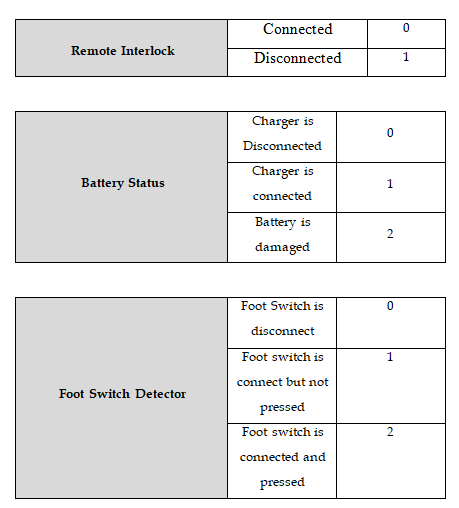 Remote Interlock
Connected
0
Disconnected
1
Battery Status
Charger is
Disconnected
0
Charger is
connected
1
Battery is
damaged
2
Foot Switch Detector
Foot Switch is
disconnect
0
Foot switch is
connect but not
pressed
1
Foot switch is
connected and
pressed
2